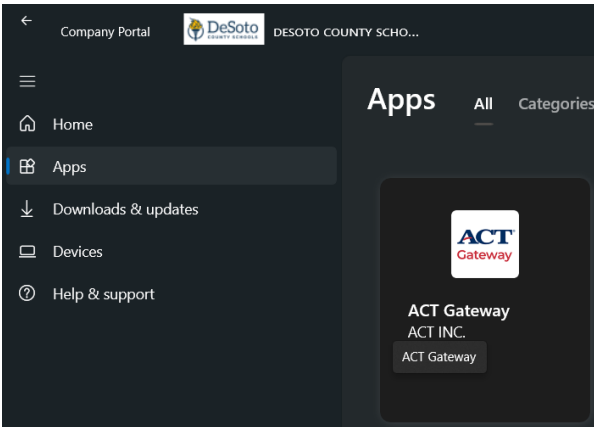 Company Portal
DeSoto
COUNTY SCHOOLS
DESOTO COUNTY SCHO...
Home
Apps
Downloads & updates
Devices
Help & support
Apps
All
Categories
ACT
Gateway
ACT Gateway
ACT INC.
ACT Gateway